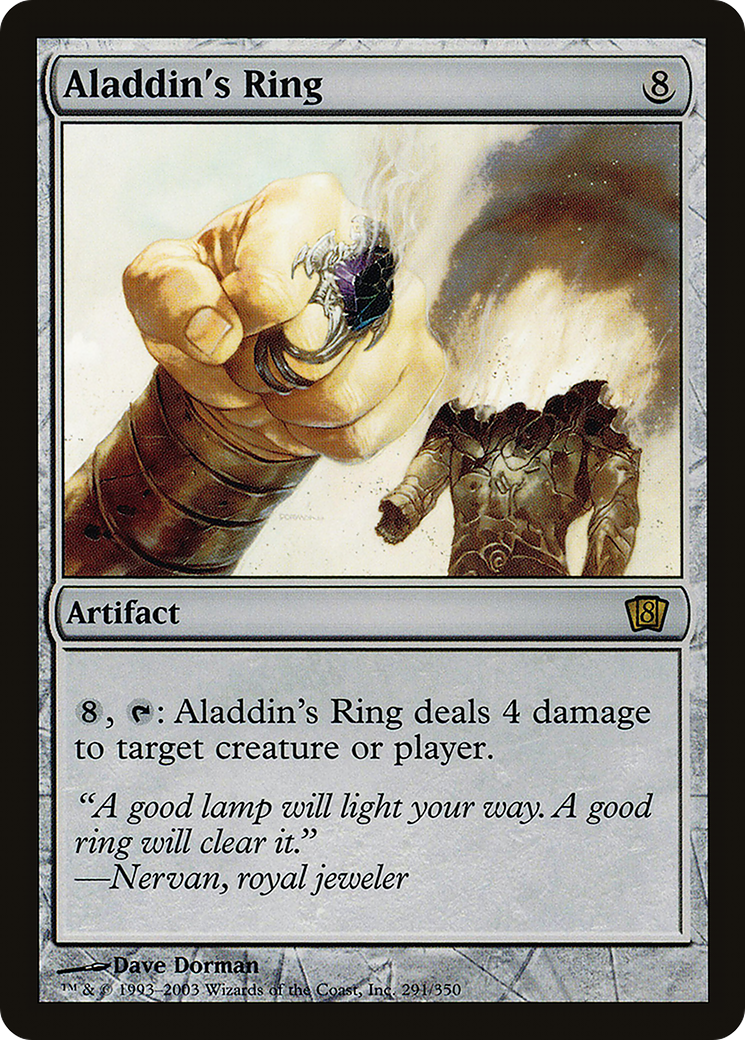 Aladdin's Ring 8
DORMAN
Artifact 8
8, : Aladdin's Ring deals 4 damage
to target creature or player.
"A good lamp will light your way. A good
ring will clear it."
—Nervan, royal jeweler
Dave Dorman
™ & © 1993–2003 Wizards of the Coast, Inc. 291/350